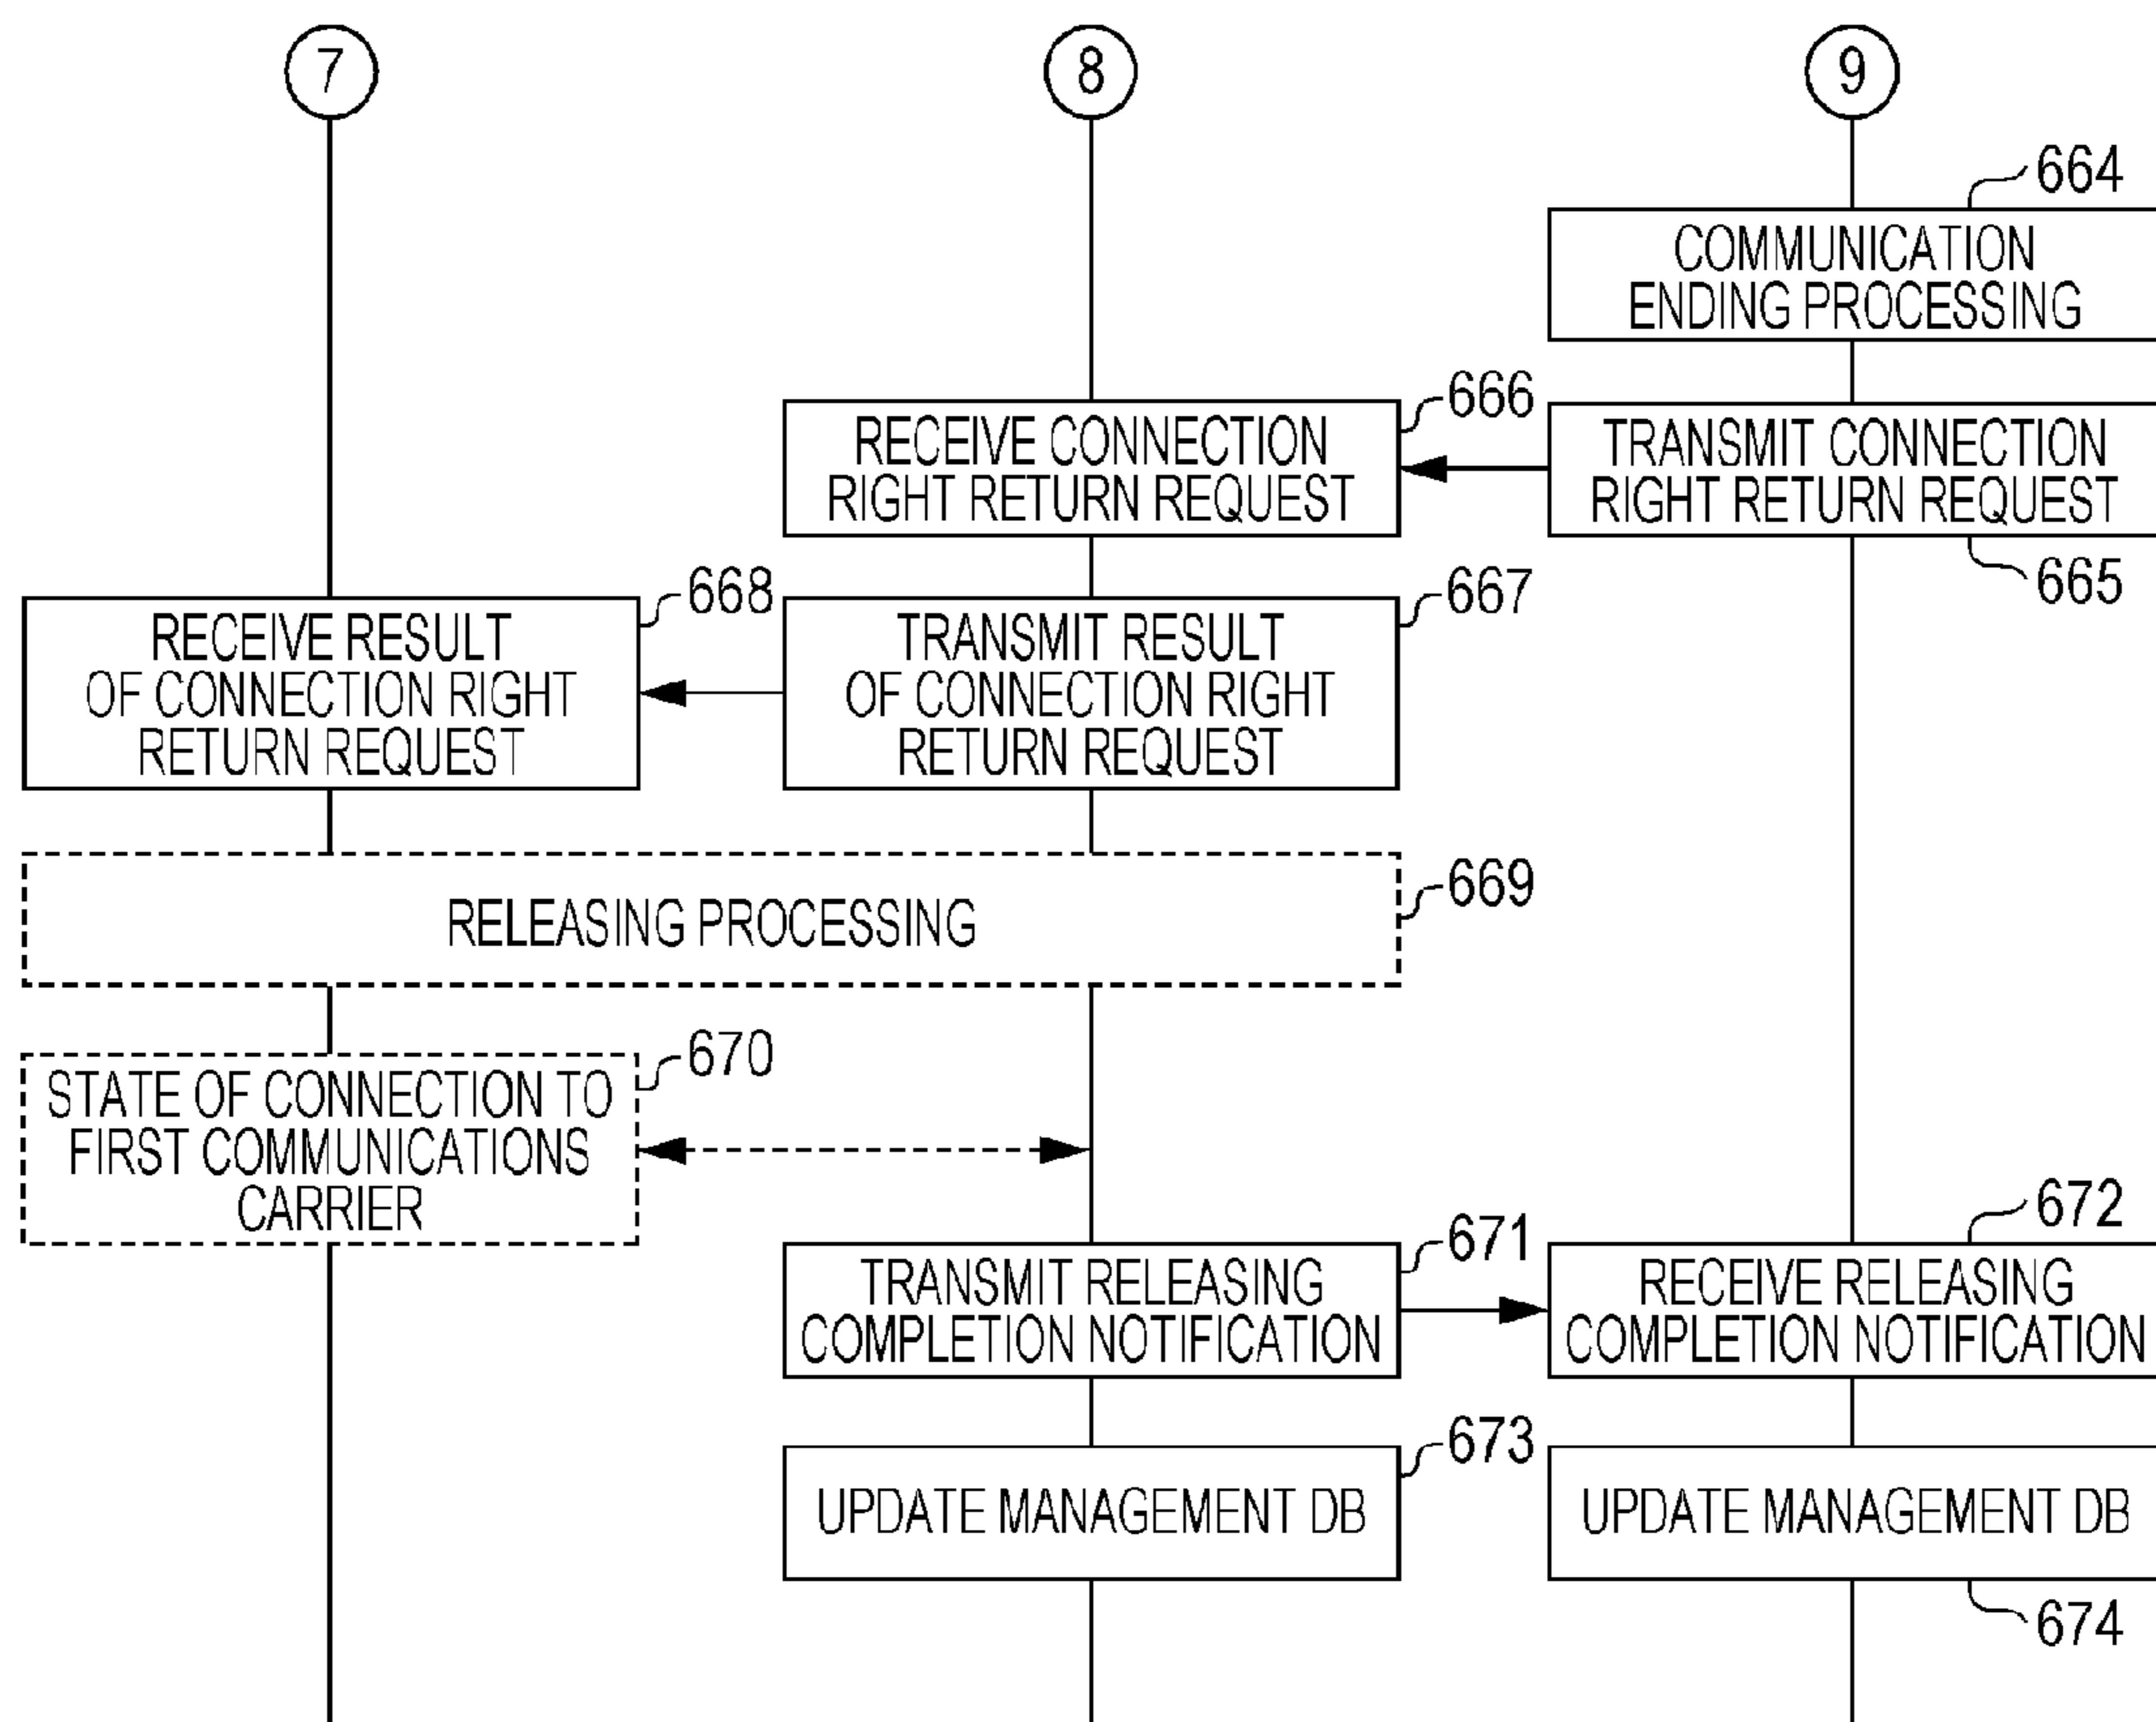 7
8
9
664
COMMUNICATION
ENDING PROCESSING
666
RECEIVE CONNECTION
RIGHT RETURN REQUEST
TRANSMIT CONNECTION
RIGHT RETURN REQUEST
665
668
RECEIVE RESULT
OF CONNECTION RIGHT
RETURN REQUEST
667
TRANSMIT RESULT
OF CONNECTION RIGHT
RETURN REQUEST
669
RELEASING PROCESSING
670
STATE OF CONNECTION TO
FIRST COMMUNICATIONS
CARRIER
671
TRANSMIT RELEASING
COMPLETION NOTIFICATION
672
RECEIVE RELEASING
COMPLETION NOTIFICATION
673
UPDATE MANAGEMENT DB
UPDATE MANAGEMENT DB
674